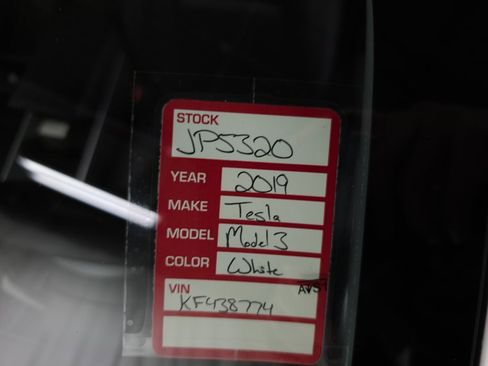 STOCK
JP5320
YEAR 2019
MAKE Tesla
MODEL Model 3
COLOR White
VIN
KF438774